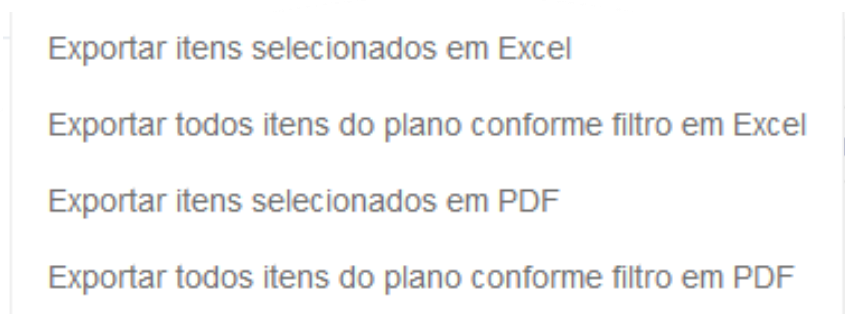 Exportar itens selecionados em Excel
Exportar todos itens do plano conforme filtro em Excel
Exportar itens selecionados em PDF
Exportar todos itens do plano conforme filtro em PDF